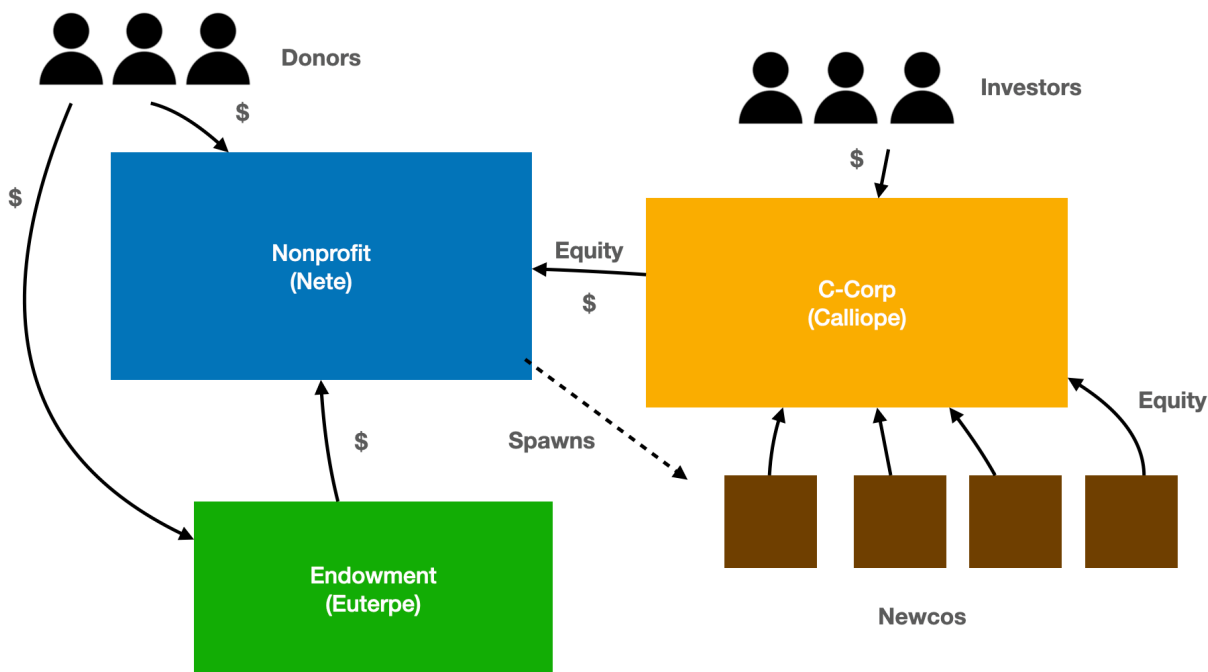 Donors
Investors
$
$
$
Nonprofit
(Nete)
Equity
$
C-Corp
(Calliope)
Equity
Spawns
$
Endowment
(Euterpe)
Newcos